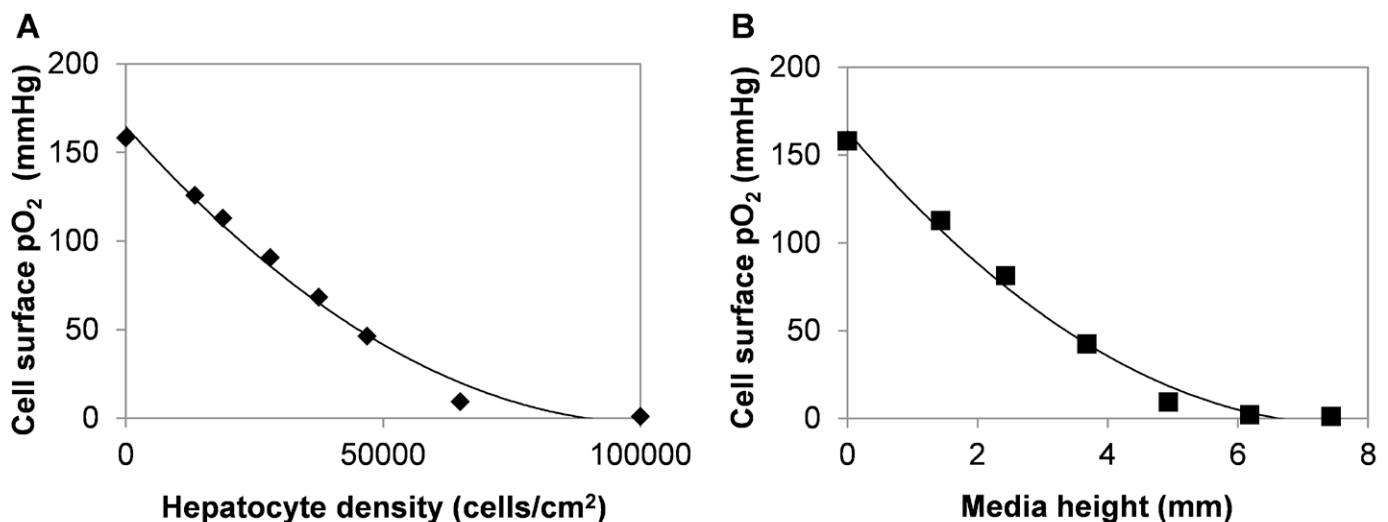 A
Cell surface pO2 (mmHg)
200
150
100
50
0
0 50000 100000
Hepatocyte density (cells/cm²)
B
Cell surface pO2 (mmHg)
200
150
100
50
0
0 2 4 6 8
Media height (mm)